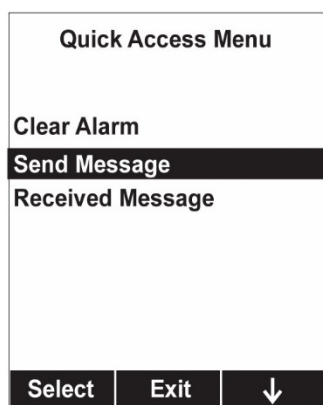 Quick Access Menu
Clear Alarm
Send Message
Received Message
Select Exit ↓